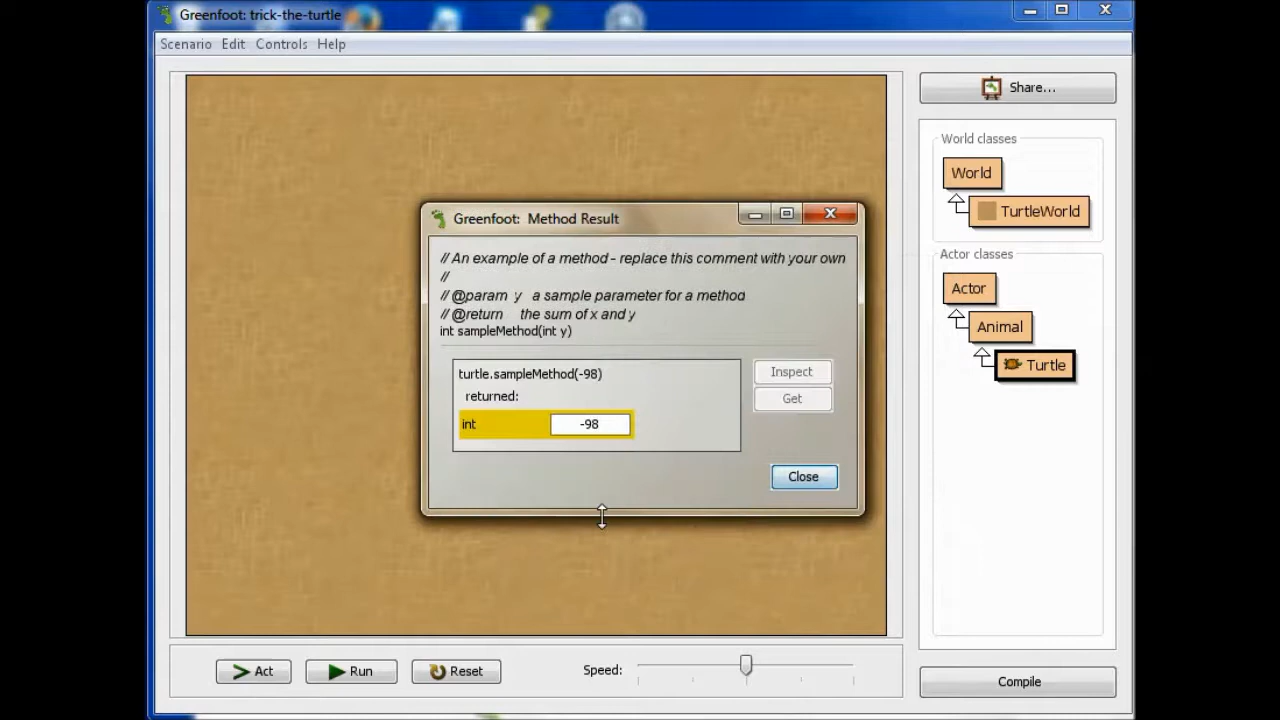 Greenfoot: trick-the-turtle
Scenario Edit Controls Help
Share...
World classes
World
TurtleWorld
Actor classes
Actor
Animal
Turtle
Greenfoot: Method Result
// An example of a method - replace this comment with your own
//
// @param y a sample parameter for a method
// @return the sum of x and y
int sampleMethod(int y)
turtle.sampleMethod(-98)
returned:
int -98
Inspect
Get
Close
Act Run Reset Speed:
Compile